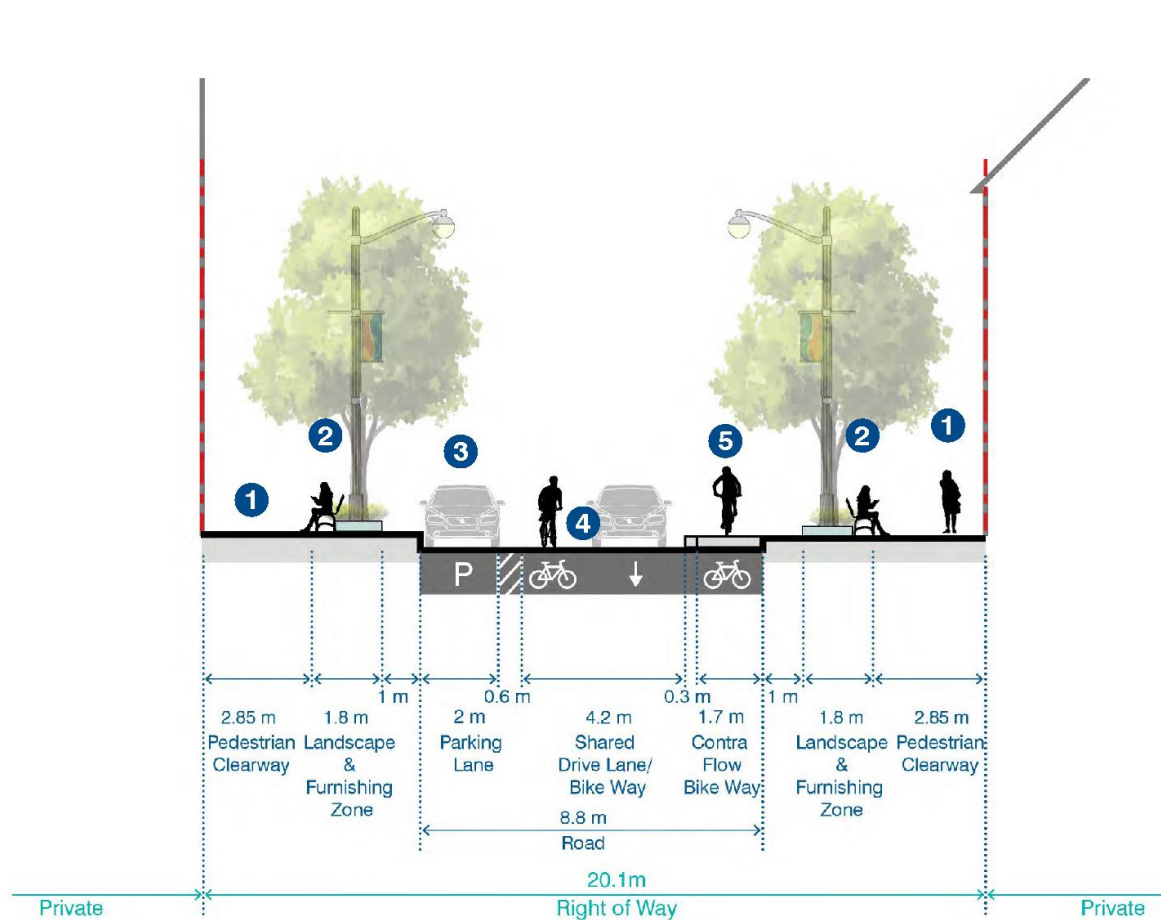 2
5
2
1
3
1
4
P
1 m
0.6 m
0.3 m
1 m
2.85 m
Pedestrian
Clearway
1.8 m
Landscape
&
Furnishing
Zone
2 m
Parking
Lane
4.2 m
Shared
Drive Lane/
Bike Way
1.7 m
Contra
Flow
Bike Way
1.8 m
Landscape
&
Furnishing
Zone
2.85 m
Pedestrian
Clearway
8.8 m
Road
20.1m
Private
Right of Way
Private